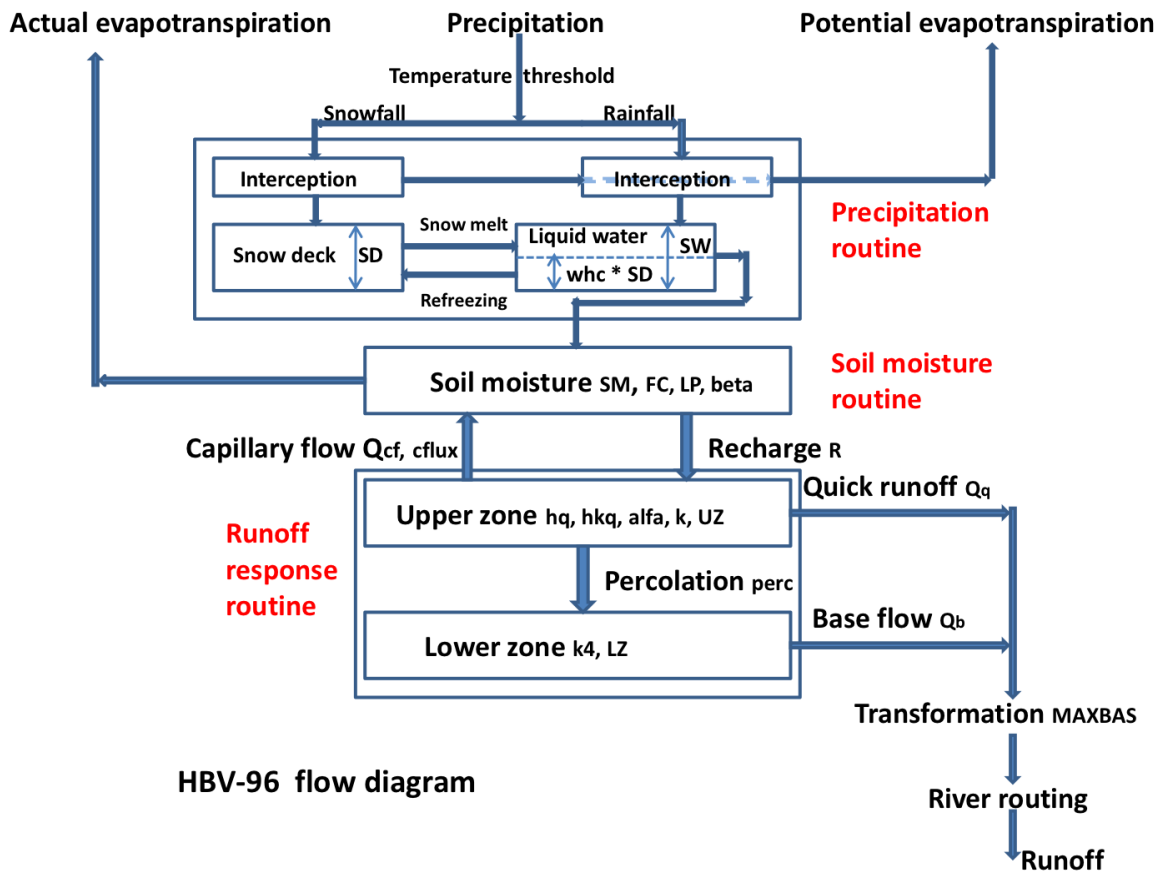 Actual evapotranspiration
Precipitation
Potential evapotranspiration
Temperature threshold
Snowfall
Rainfall
Interception
Interception
Precipitation
routine
Snow deck
SD
Snow melt
Refreezing
Liquid water
SW
whc * SD
Soil moisture SM, FC, LP, beta
Soil moisture
routine
Capillary flow Qcf, cflux
Recharge R
Quick runoff Qq
Upper zone hq, hkq, alfa, k, UZ
Runoff
response
routine
Percolation perc
Base flow Qb
Lower zone k4, LZ
Transformation MAXBAS
HBV-96 flow diagram
River routing
Runoff